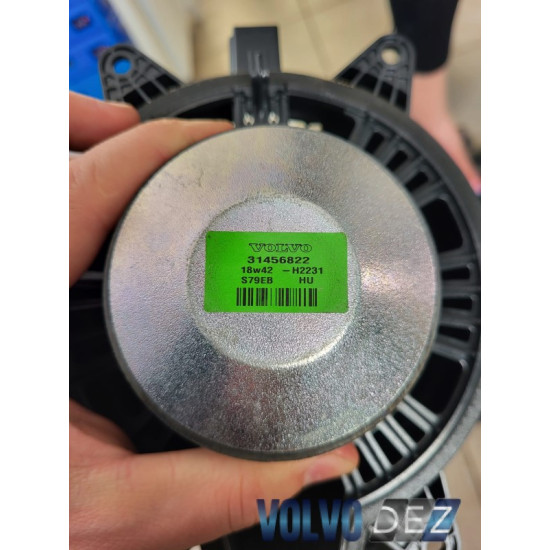 VOLVO
31456822
18w42 -H2231
S79EB HU
VOLVO DEZ